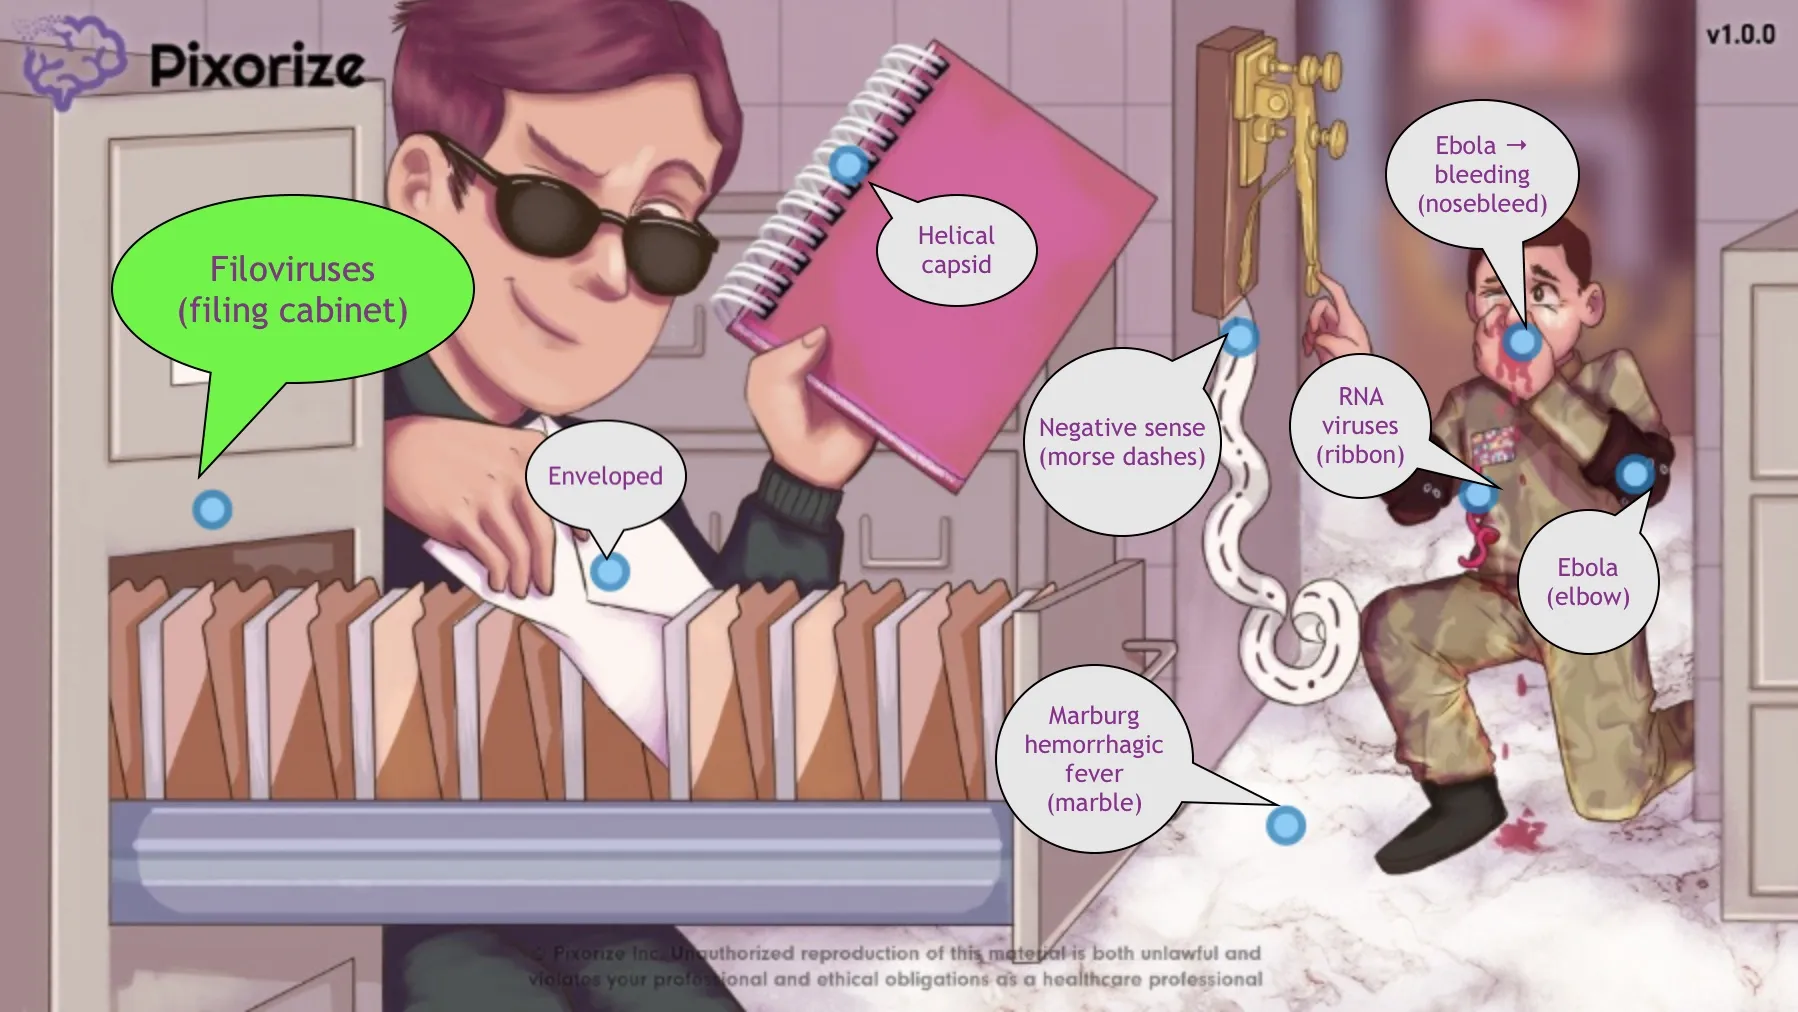 Pixorize
v1.0.0
Ebola →
bleeding
(nosebleed)
Helical
capsid
Filoviruses
(filing cabinet)
Negative sense
(morse dashes)
RNA
viruses
(ribbon)
Enveloped
Ebola
(elbow)
Marburg
hemorrhagic
fever
(marble)
© Pixorize Inc. Unauthorized reproduction of this material is both unlawful and
violates your professional and ethical obligations as a healthcare professional